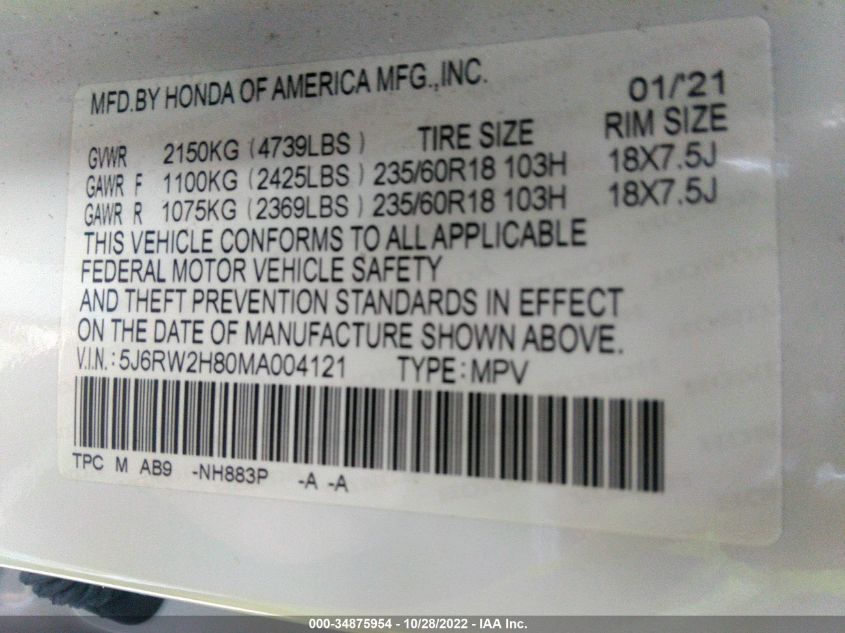 MFD.BY HONDA OF AMERICA MFG.,INC. 01/'21
TIRE SIZE RIM SIZE
GVWR 2150KG (4739LBS)
GAWR F 1100KG (2425LBS) 235/60R18 103H 18X7.5J
GAWR R 1075KG (2369LBS) 235/60R18 103H 18X7.5J
THIS VEHICLE CONFORMS TO ALL APPLICABLE
FEDERAL MOTOR VEHICLE SAFETY
AND THEFT PREVENTION STANDARDS IN EFFECT
ON THE DATE OF MANUFACTURE SHOWN ABOVE.
V.I.N.: 5J6RW2H80MA004121 TYPE: MPV
TPC M AB9 -NH883P -A -A
000-34875954 - 10/28/2022 - IAA Inc.